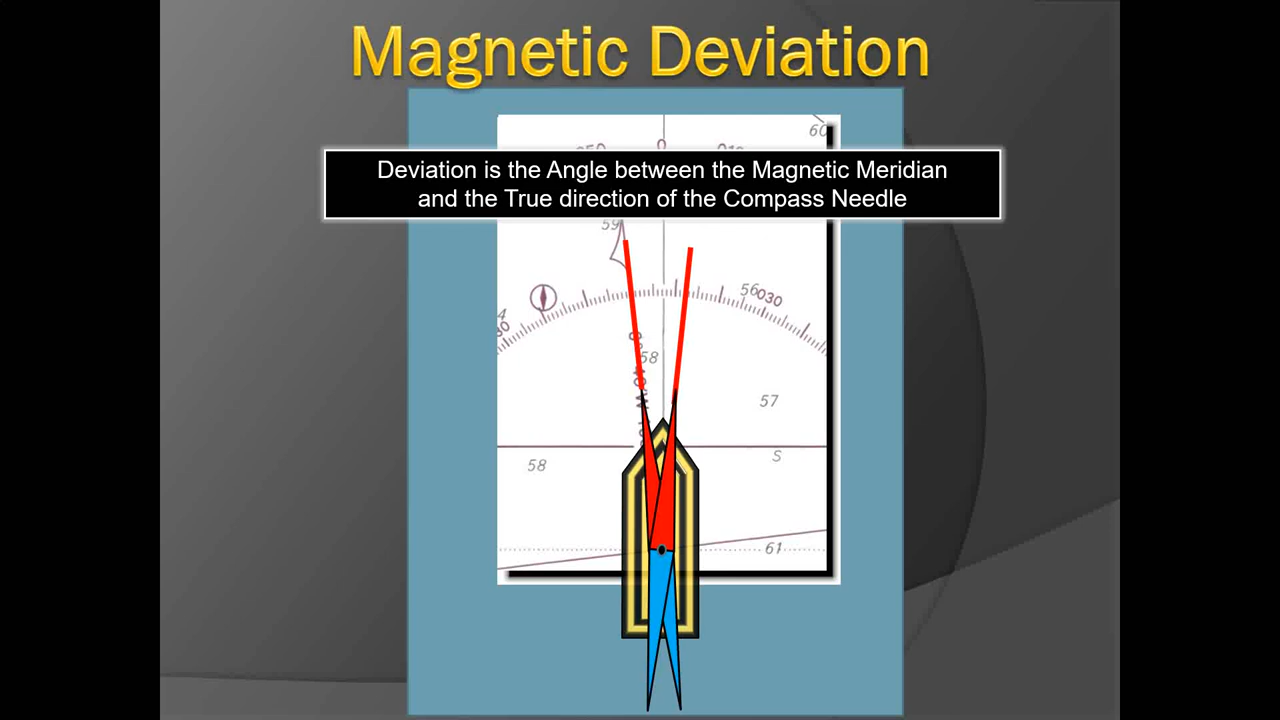 Magnetic Deviation
60
0
Deviation is the Angle between the Magnetic Meridian
and the True direction of the Compass Needle
59
56
030
58
57
58
S
61